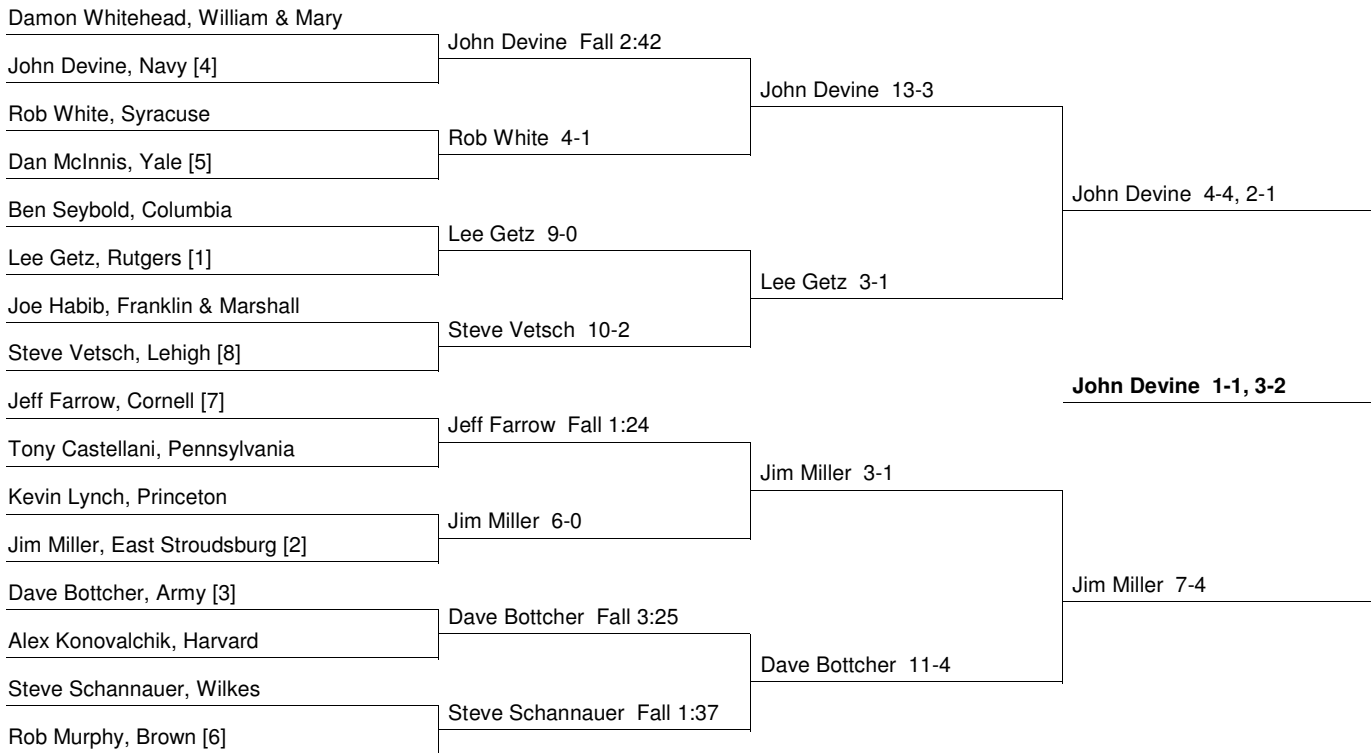 Damon Whitehead, William & Mary
John Devine Fall 2:42
John Devine, Navy [4]
John Devine 13-3
Rob White, Syracuse
Rob White 4-1
Dan McInnis, Yale [5]
John Devine 4-4, 2-1
Ben Seybold, Columbia
Lee Getz 9-0
Lee Getz, Rutgers [1]
Lee Getz 3-1
Joe Habib, Franklin & Marshall
Steve Vetsch 10-2
Steve Vetsch, Lehigh [8]
John Devine 1-1, 3-2
Jeff Farrow, Cornell [7]
Jeff Farrow Fall 1:24
Tony Castellani, Pennsylvania
Jim Miller 3-1
Kevin Lynch, Princeton
Jim Miller 6-0
Jim Miller, East Stroudsburg [2]
Jim Miller 7-4
Dave Bottcher, Army [3]
Dave Bottcher Fall 3:25
Alex Konovalchik, Harvard
Dave Bottcher 11-4
Steve Schannauer, Wilkes
Steve Schannauer Fall 1:37
Rob Murphy, Brown [6]